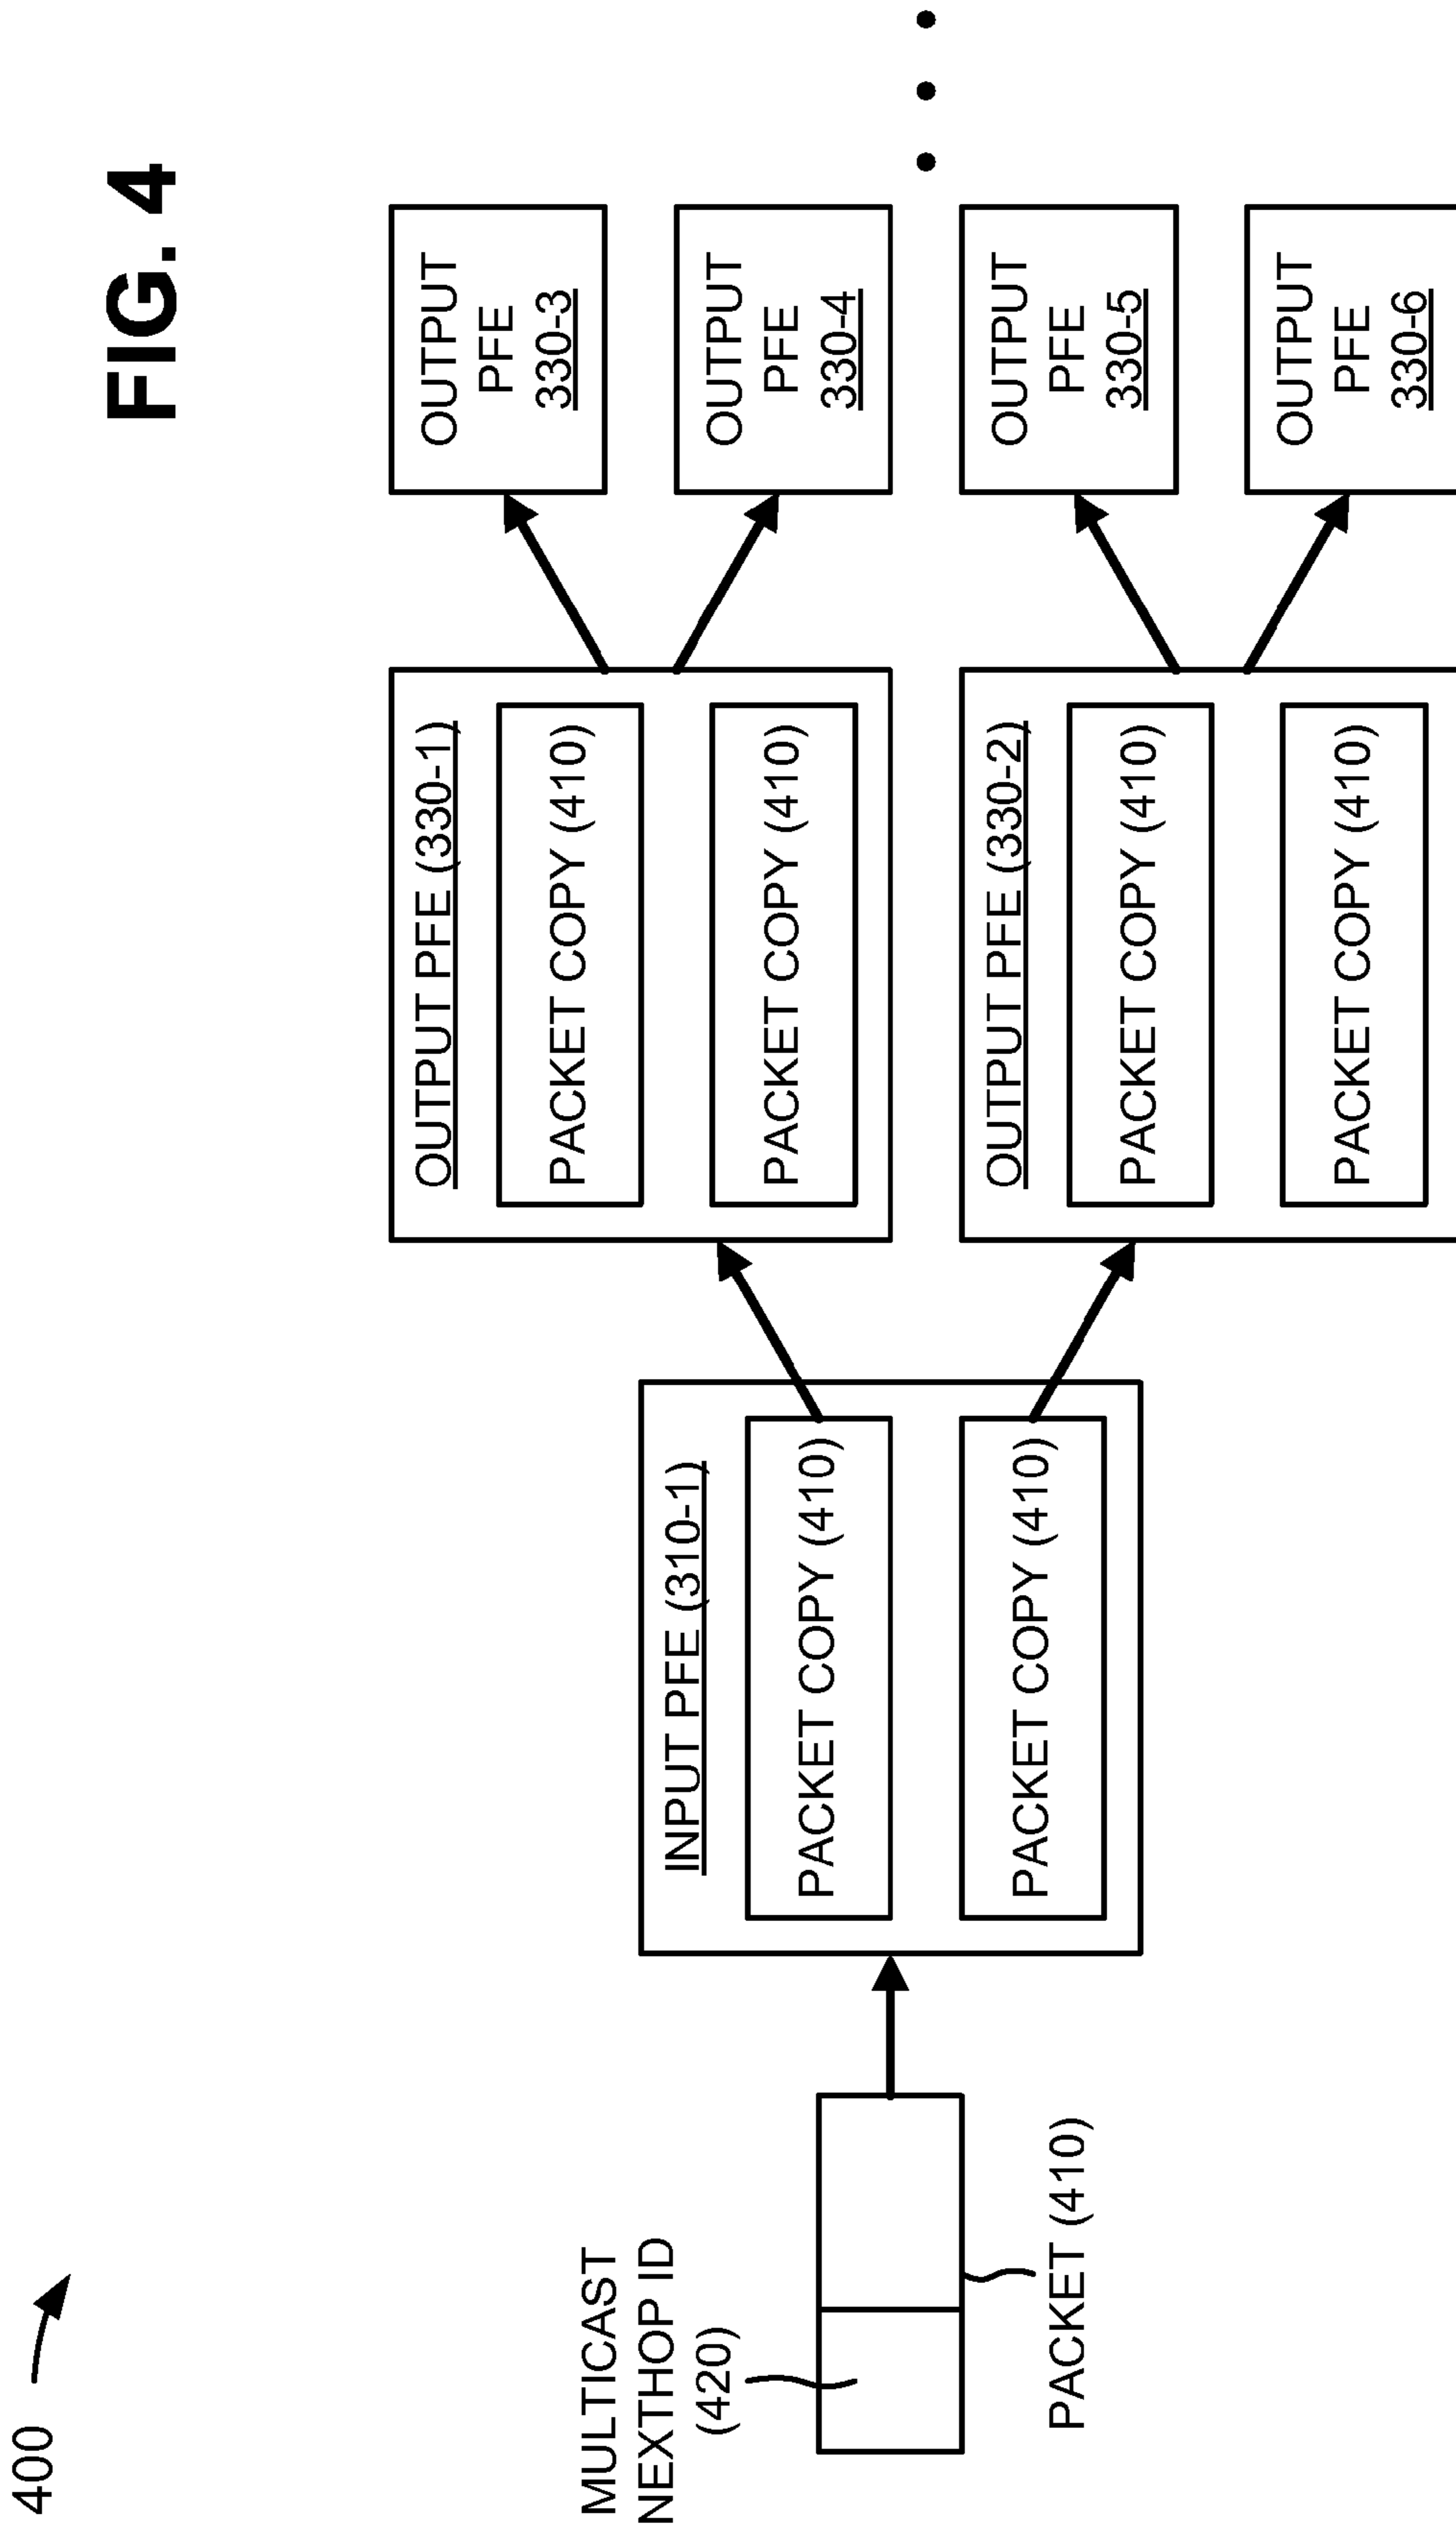 400
FIG. 4
MULTICAST
NEXTHOP ID
(420)
PACKET (410)
INPUT PFE (310-1)
PACKET COPY (410)
PACKET COPY (410)
OUTPUT PFE (330-1)
PACKET COPY (410)
PACKET COPY (410)
OUTPUT PFE (330-2)
PACKET COPY (410)
PACKET COPY (410)
OUTPUT
PFE
330-3
OUTPUT
PFE
330-4
OUTPUT
PFE
330-5
OUTPUT
PFE
330-6